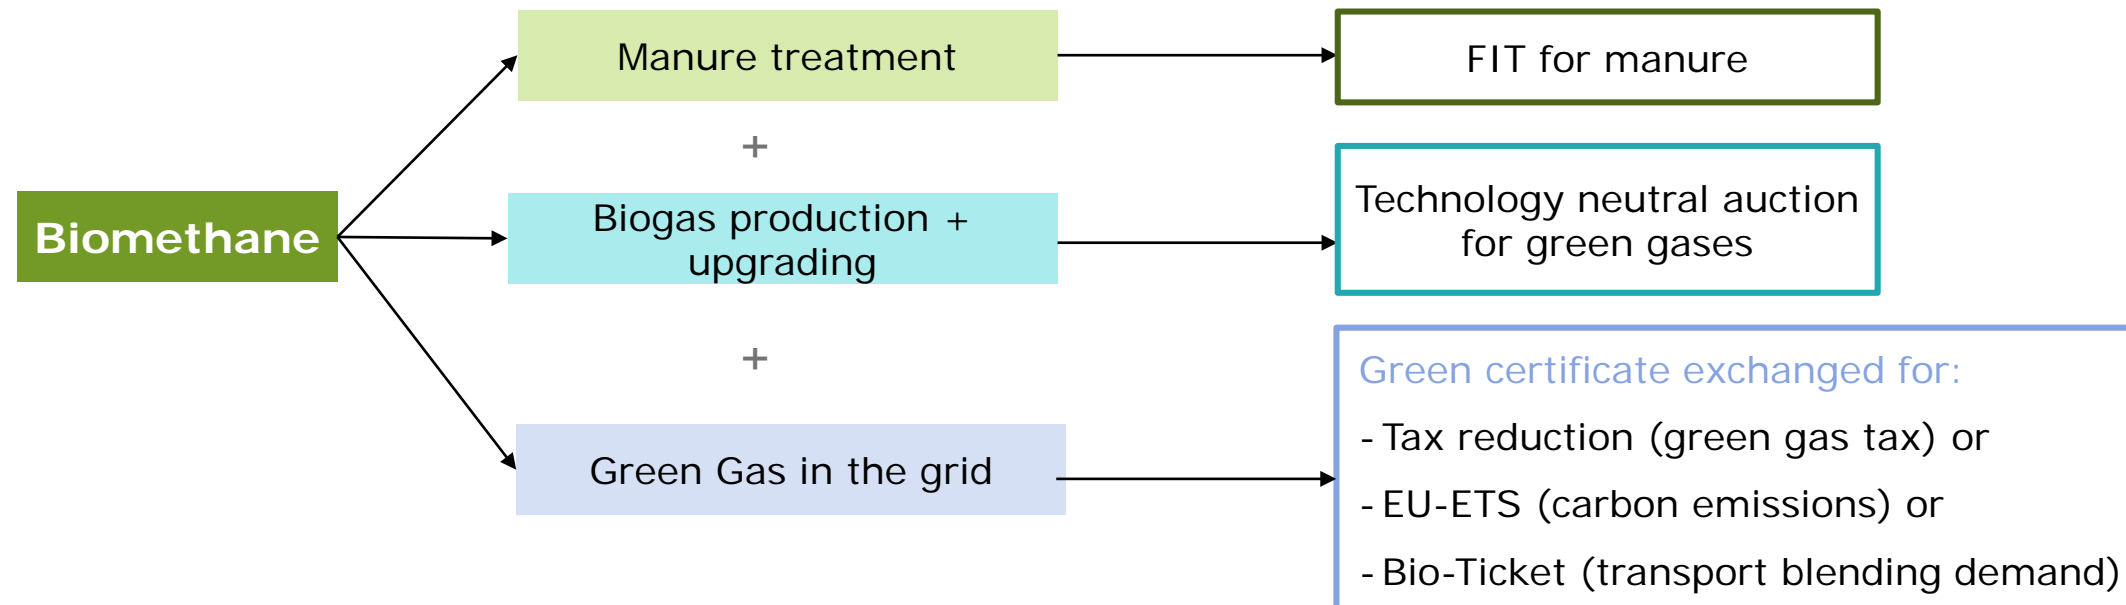 Manure treatment
FIT for manure
+
Biomethane
Biogas production +
upgrading
Technology neutral auction
for green gases
+
Green Gas in the grid
Green certificate exchanged for:
- Tax reduction (green gas tax) or
- EU-ETS (carbon emissions) or
- Bio-Ticket (transport blending demand)